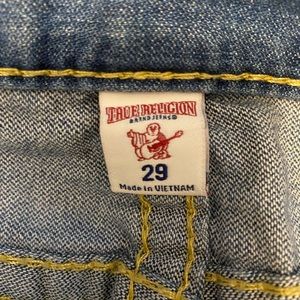 TRUE RELIGION
BRAND JEANS
29
Made in VIETNAM